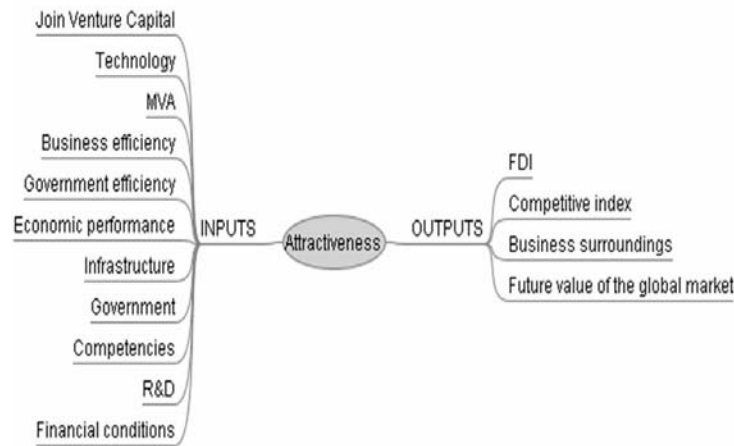 Join Venture Capital
Technology
MVA
Business efficiency
Government efficiency
Economic performance
Infrastructure
Government
Competencies
R&D
Financial conditions
INPUTS
Attractiveness
OUTPUTS
FDI
Competitive index
Business surroundings
Future value of the global market